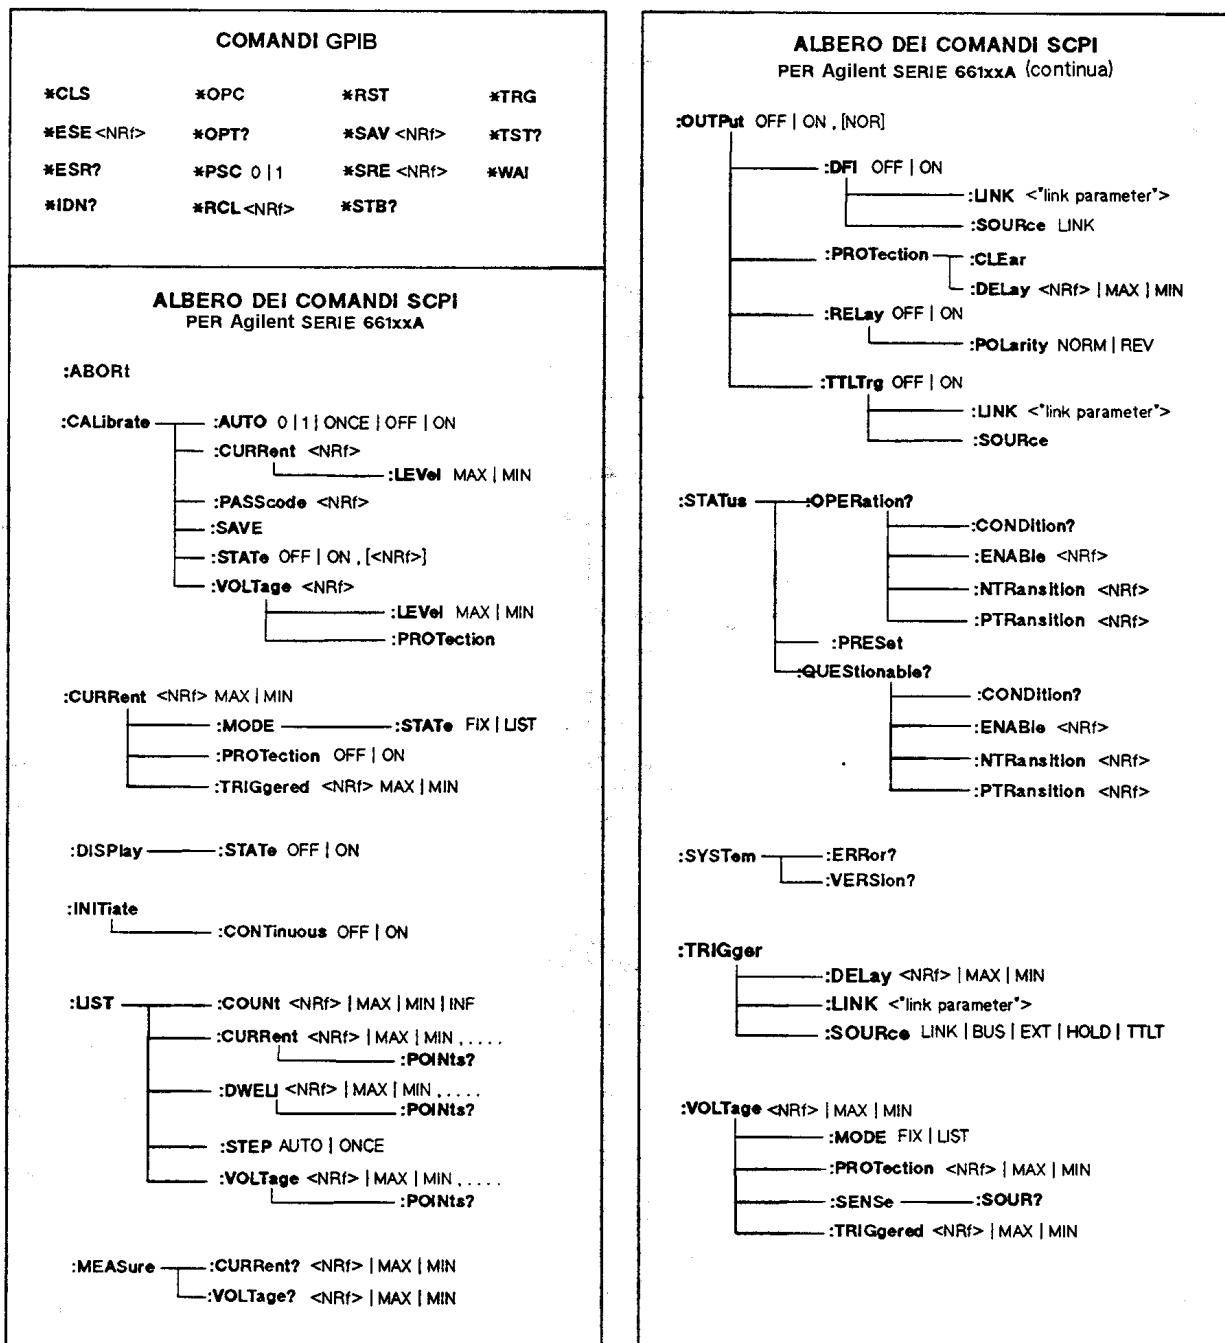 COMANDI GPIB
*CLS *OPC *RST *TRG
*ESE <NRf> *OPT? *SAV <NRf> *TST?
*ESR? *PSC 0 | 1 *SRE <NRf> *WAI
*IDN? *RCL <NRf> *STB?
ALBERO DEI COMANDI SCPI
PER Agilent SERIE 661xxA
:ABORt
:CALibrate :AUTO 0 | 1 | ONCE | OFF | ON
:CURRent <NRf>
:LEVel MAX | MIN
:PASScode <NRf>
:SAVE
:STATe OFF | ON , [<NRf>]
:VOLTage <NRf>
:LEVel MAX | MIN
:PROTection
:CURRent <NRf> MAX | MIN
:MODE :STATe FIX | LIST
:PROTection OFF | ON
:TRIGgered <NRf> MAX | MIN
:DISPlay :STATe OFF | ON
:INITiate
:CONTinuous OFF | ON
:LIST :COUNt <NRf> | MAX | MIN | INF
:CURRent <NRf> | MAX | MIN , . . . .
:POINts?
:DWELl <NRf> | MAX | MIN , . . . .
:POINts?
:STEP AUTO | ONCE
:VOLTage <NRf> | MAX | MIN , . . . .
:POINts?
:MEASure :CURRent? <NRf> | MAX | MIN
:VOLTage? <NRf> | MAX | MIN
ALBERO DEI COMANDI SCPI
PER Agilent SERIE 661xxA (continua)
:OUTPut OFF | ON , [NOR]
:DFI OFF | ON
:LINK <"link parameter">
:SOURce LINK
:PROTection :CLEar
:DELay <NRf> | MAX | MIN
:RELay OFF | ON
:POLarity NORM | REV
:TTLTrg OFF | ON
:LINK <"link parameter">
:SOURce
:STATus :OPERation?
:CONDition?
:ENABle <NRf>
:NTRansition <NRf>
:PTRansition <NRf>
:PRESet
:QUEStionable?
:CONDition?
:ENABle <NRf>
:NTRansition <NRf>
:PTRansition <NRf>
:SYSTem :ERRor?
:VERSion?
:TRIGger
:DELay <NRf> | MAX | MIN
:LINK <"link parameter">
:SOURce LINK | BUS | EXT | HOLD | TTLT
:VOLTage <NRf> | MAX | MIN
:MODE FIX | LIST
:PROTection <NRf> | MAX | MIN
:SENSe :SOUR?
:TRIGgered <NRf> | MAX | MIN